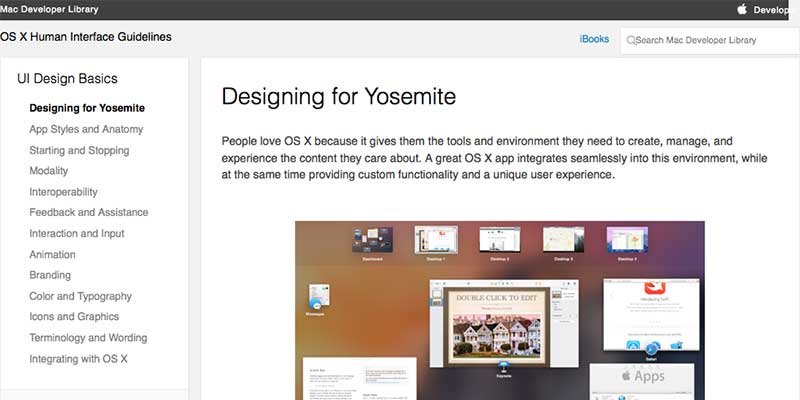 Mac Developer Library
Develop
OS X Human Interface Guidelines
iBooks
Search Mac Developer Library
UI Design Basics
Designing for Yosemite
App Styles and Anatomy
Starting and Stopping
Modality
Interoperability
Feedback and Assistance
Interaction and Input
Animation
Branding
Color and Typography
Icons and Graphics
Terminology and Wording
Integrating with OS X
Designing for Yosemite
People love OS X because it gives them the tools and environment they need to create, manage, and
experience the content they care about. A great OS X app integrates seamlessly into this environment, while
at the same time providing custom functionality and a unique user experience.
Dashboard
Desktop 1
Desktop 2
Desktop 3
Desktop 4
Messages
DOUBLE CLICK TO EDIT
Keynote
Introducing Swift
Safari
Apps